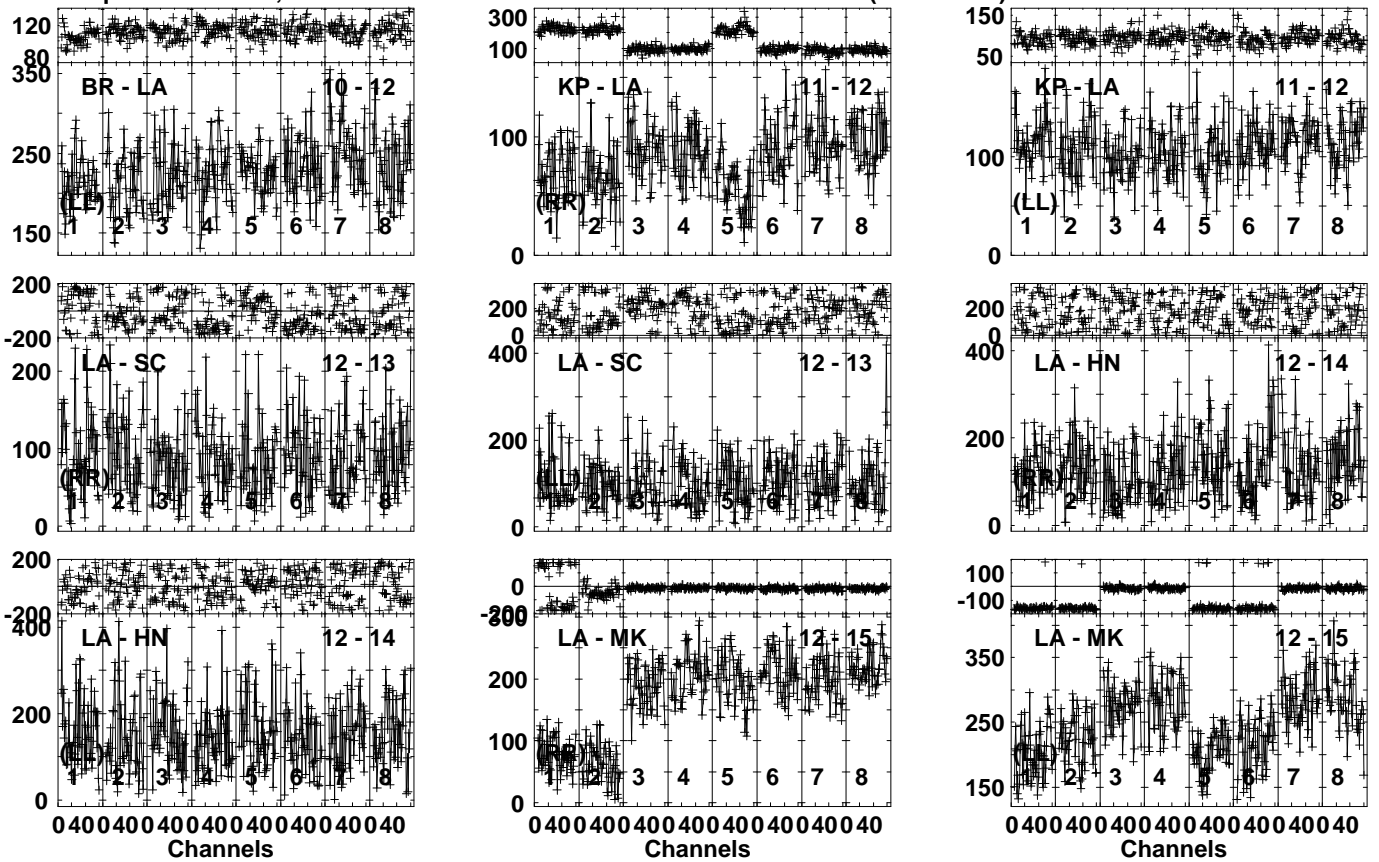 120 300 150
80 100 50
350 BR - LA 10 - 12 KP - LA 11 - 12 KP - LA 11 - 12
250 100 100
(LL) (RR) (LL)
150 1 2 3 4 5 6 7 8 1 2 3 4 5 6 7 8 1 2 3 4 5 6 7 8
0 0
200 200 200
-200 0 0
LA - SC 12 - 13 400 LA - SC 12 - 13 400 LA - HN 12 - 14
200 200 200
100
(RR) (LL) (RR)
1 2 3 4 5 6 7 8 1 2 3 4 5 6 7 8 1 2 3 4 5 6 7 8
0 0 0
200 0 100
-200 -200 -100
400 LA - HN 12 - 14 300 LA - MK 12 - 15 350 LA - MK 12 - 15
200 200 250
100
(LL) (RR) (LL)
1 2 3 4 5 6 7 8 1 2 3 4 5 6 7 8 150 1 2 3 4 5 6 7 8
0 0
0 40 0 40 0 40 0 40 0 40 0 40 0 40 0 40 0 40 0 40 0 40 0 40 0 40 0 40 0 40 0 40 0 40 0 40 0 40 0 40 0 40 0 40 0 40 0 40
Channels Channels Channels